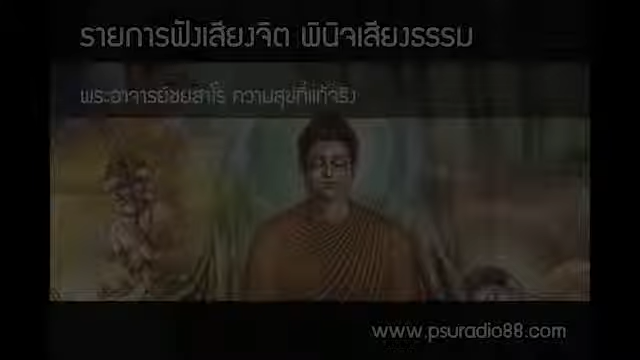 รายการฟังเสียงจิต พินิจเสียงธรรม
พระอาจารย์ชยสาโร ความสุขที่แท้จริง
www.psuradio88.com